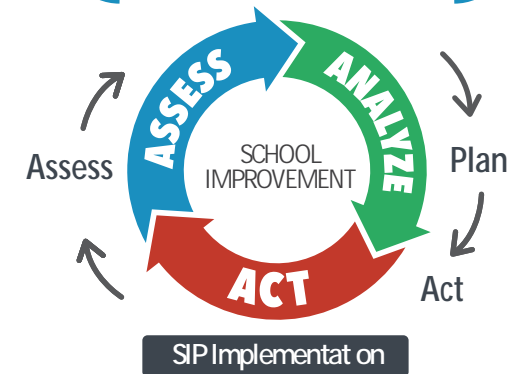 ASSESS
ANALYZE
SCHOOL
IMPROVEMENT
Assess
Plan
ACT
Act
SIP Implementat on